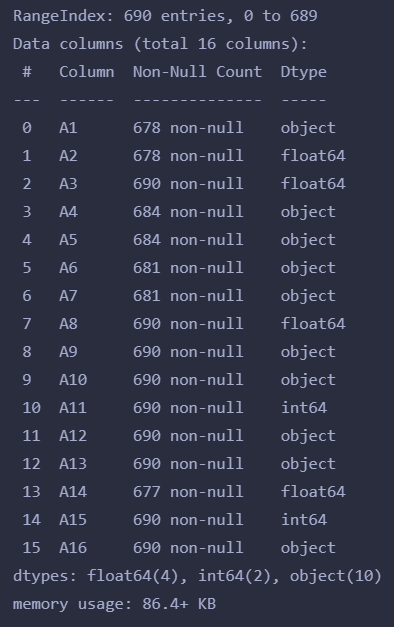 RangeIndex: 690 entries, 0 to 689
Data columns (total 16 columns):
 #   Column  Non-Null Count  Dtype
---  ------  --------------  -----
 0   A1      678 non-null    object
 1   A2      678 non-null    float64
 2   A3      690 non-null    float64
 3   A4      684 non-null    object
 4   A5      684 non-null    object
 5   A6      681 non-null    object
 6   A7      681 non-null    object
 7   A8      690 non-null    float64
 8   A9      690 non-null    object
 9   A10     690 non-null    object
 10  A11     690 non-null    int64
 11  A12     690 non-null    object
 12  A13     690 non-null    object
 13  A14     677 non-null    float64
 14  A15     690 non-null    int64
 15  A16     690 non-null    object
dtypes: float64(4), int64(2), object(10)
memory usage: 86.4+ KB